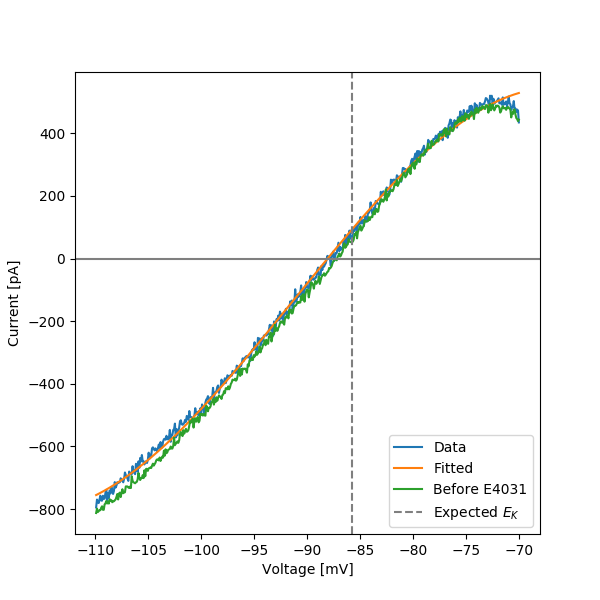 400
200
0
−200
−400
−600
−800
Current [pA]
−110
−105
−100
−95
−90
−85
−80
−75
−70
Voltage [mV]
Data
Fitted
Before E4031
Expected E_K